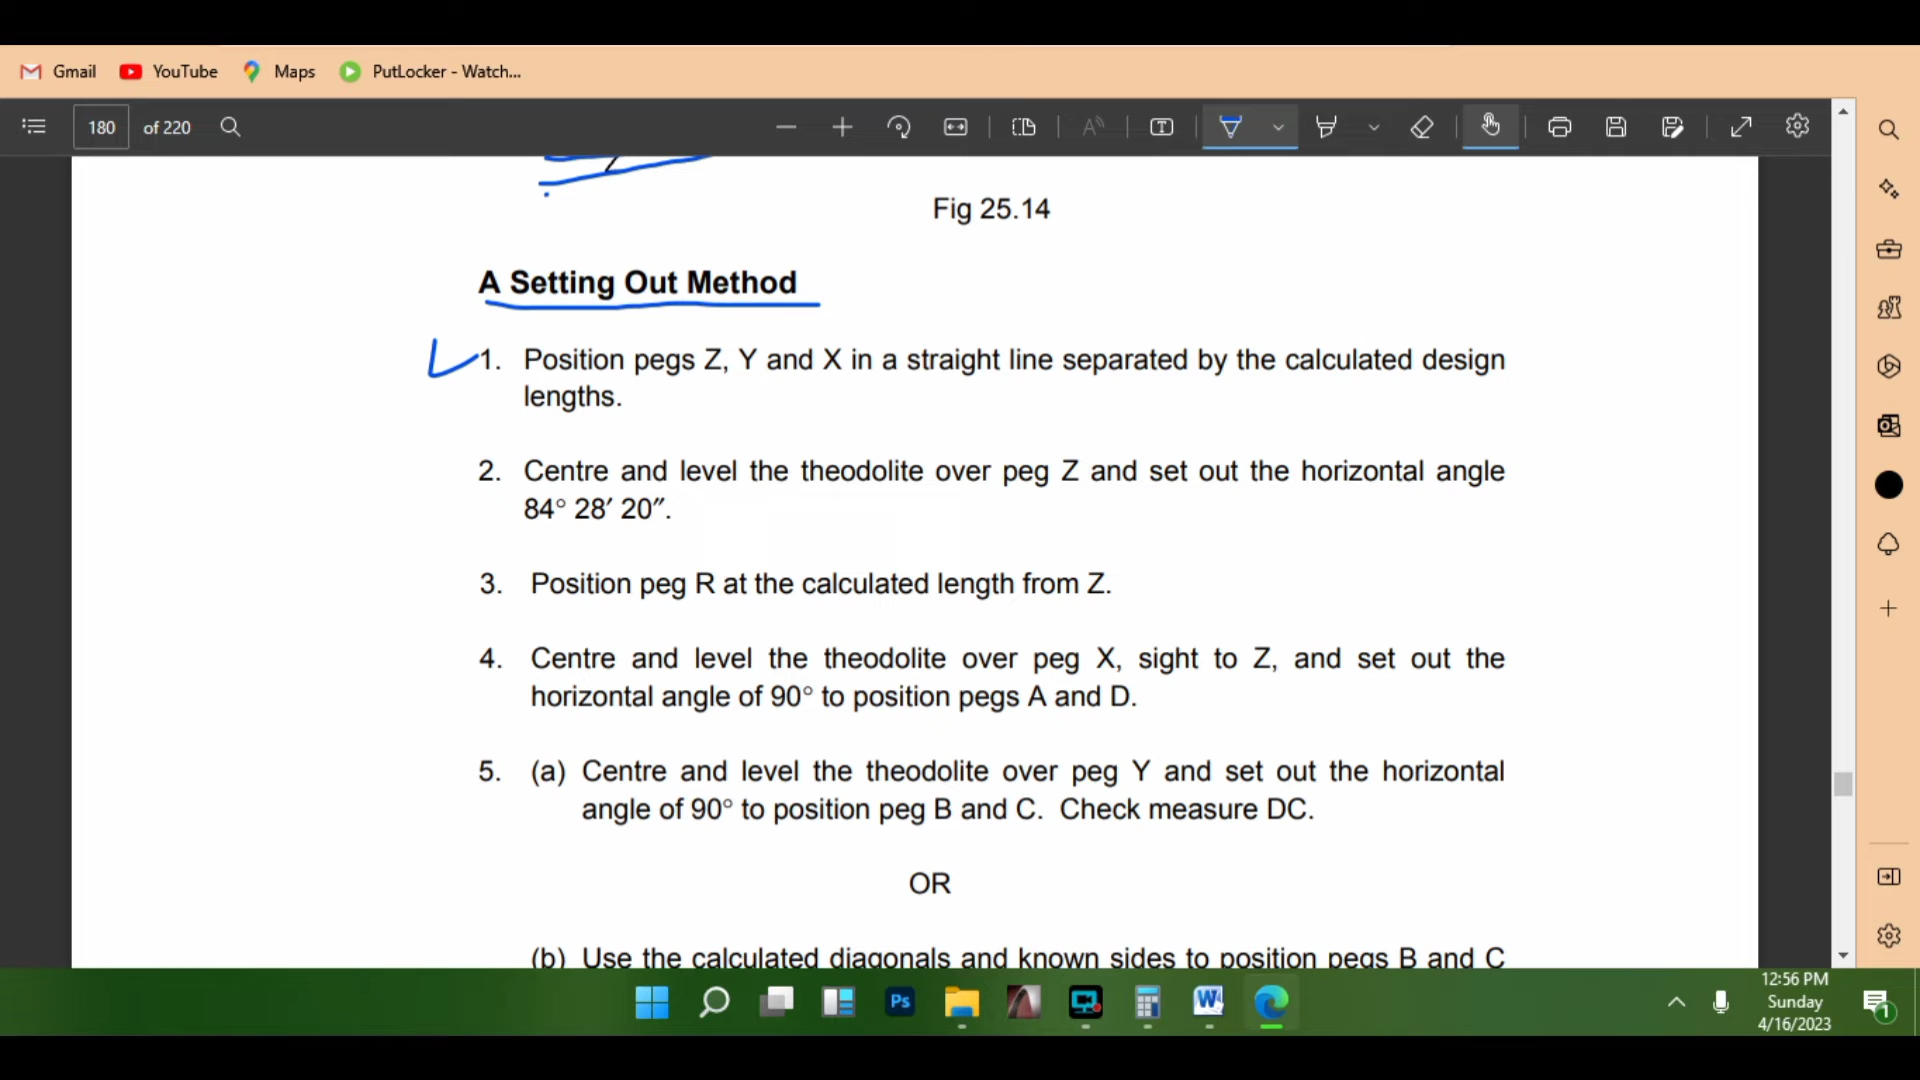 Gmail YouTube Maps PutLocker - Watch...
180 of 220
Fig 25.14
A Setting Out Method
1. Position pegs Z, Y and X in a straight line separated by the calculated design
lengths.
2. Centre and level the theodolite over peg Z and set out the horizontal angle
84° 28′ 20″.
3. Position peg R at the calculated length from Z.
4. Centre and level the theodolite over peg X, sight to Z, and set out the
horizontal angle of 90° to position pegs A and D.
5. (a) Centre and level the theodolite over peg Y and set out the horizontal
angle of 90° to position peg B and C. Check measure DC.
OR
(b) Use the calculated diagonals and known sides to position pegs B and C
Ps
W
12:56 PM
Sunday
4/16/2023
1